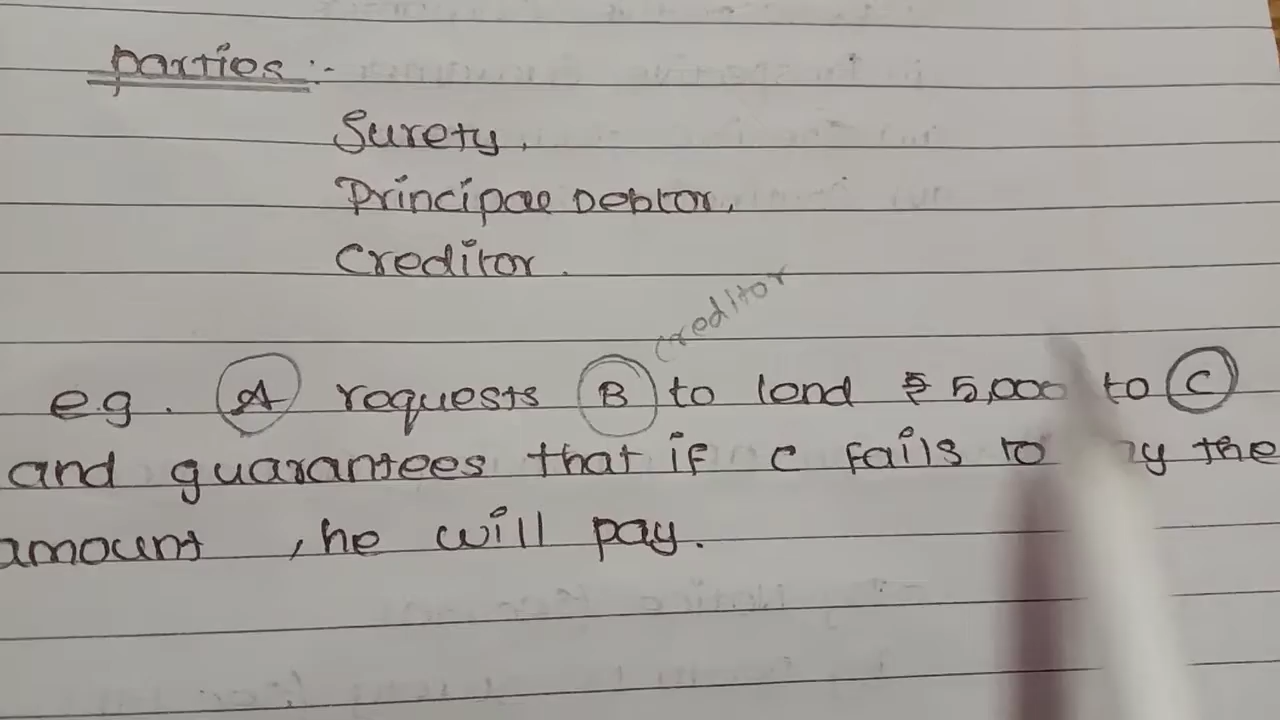 Parties :-
Surety,
Principal Debtor,
Creditor.
creditor
e.g. A requests B to lend ₹ 5,000 to C
and guarantees that if C fails to the
amount, he will pay.